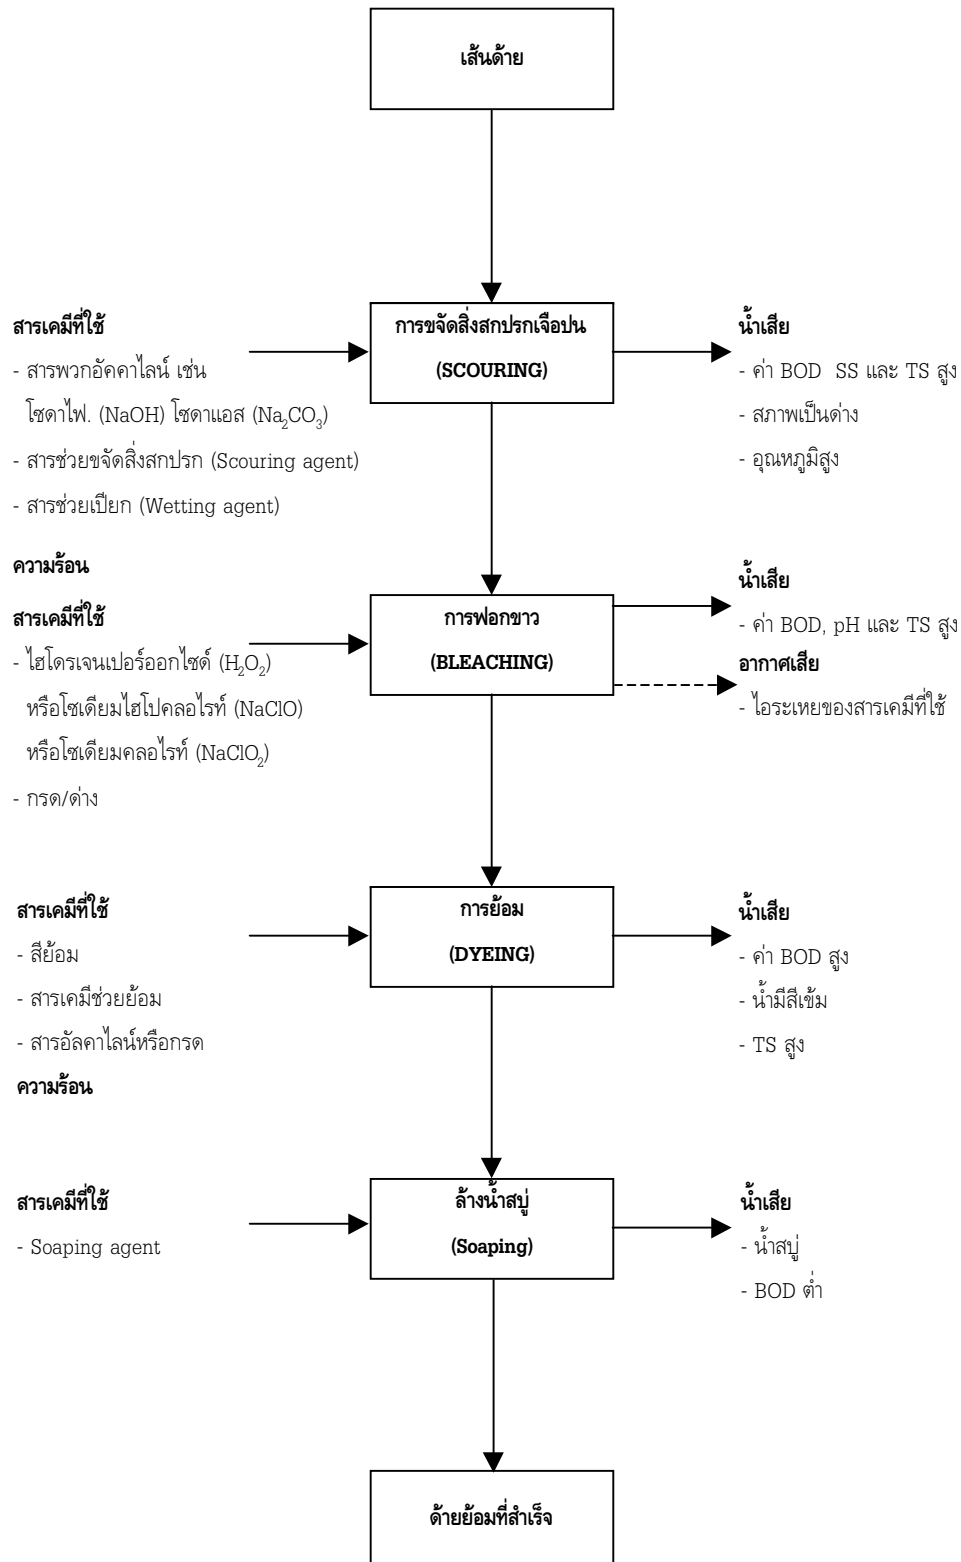 เส้นด้าย
สารเคมีที่ใช้
- สารพวกอัคคาไลน์ เช่น
โซดาไฟ. (NaOH) โซดาแอส (Na₂CO₃)
- สารช่วยขจัดสิ่งสกปรก (Scouring agent)
- สารช่วยเปียก (Wetting agent)
ความร้อน
การขจัดสิ่งสกปรกเจือปน
(SCOURING)
น้ำเสีย
- ค่า BOD SS และ TS สูง
- สภาพเป็นด่าง
- อุณหภูมิสูง
สารเคมีที่ใช้
- ไฮโดรเจนเปอร์ออกไซด์ (H₂O₂)
หรือโซเดียมไฮโปคลอไรท์ (NaClO)
หรือโซเดียมคลอไรท์ (NaClO₂)
- กรด/ด่าง
การฟอกขาว
(BLEACHING)
น้ำเสีย
- ค่า BOD, pH และ TS สูง
อากาศเสีย
- ไอระเหยของสารเคมีที่ใช้
สารเคมีที่ใช้
- สีย้อม
- สารเคมีช่วยย้อม
- สารอัลคาไลน์หรือกรด
ความร้อน
การย้อม
(DYEING)
น้ำเสีย
- ค่า BOD สูง
- น้ำมีสีเข้ม
- TS สูง
สารเคมีที่ใช้
- Soaping agent
ล้างน้ำสบู่
(Soaping)
น้ำเสีย
- น้ำสบู่
- BOD ต่ำ
ด้ายย้อมที่สำเร็จ